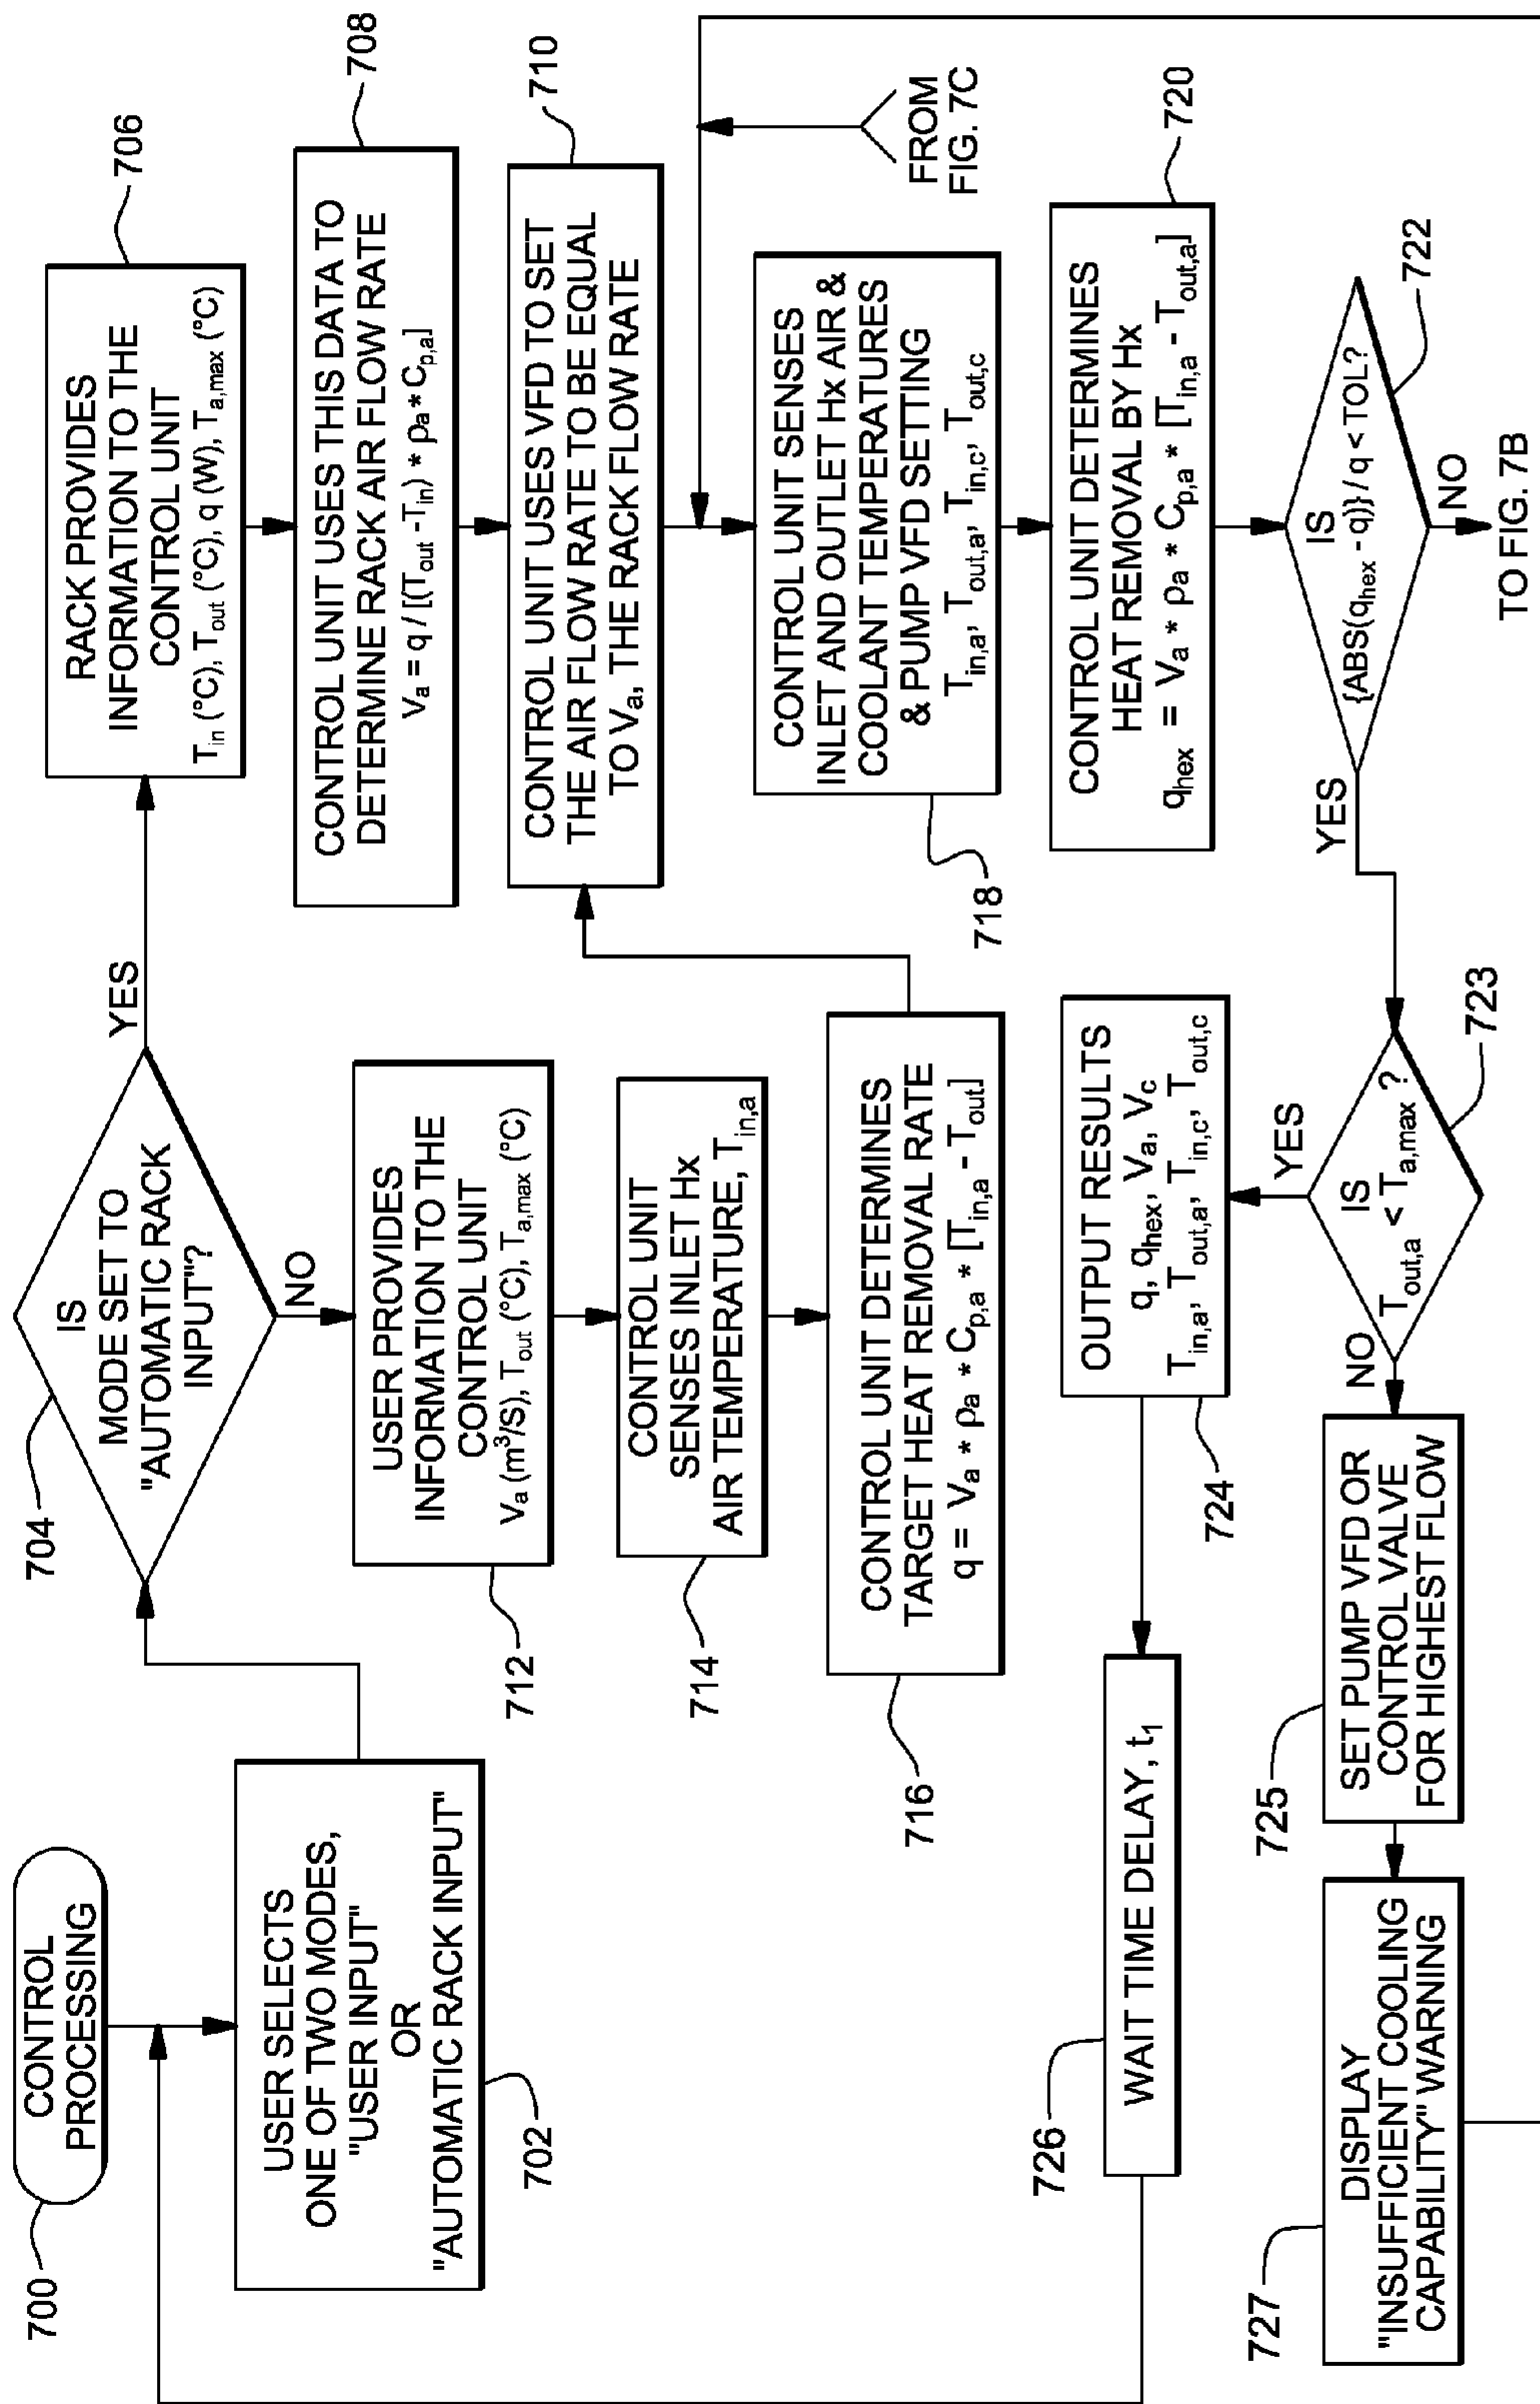 CONTROL
PROCESSING
700
USER SELECTS
ONE OF TWO MODES,
"USER INPUT"
OR
"AUTOMATIC RACK INPUT"
702
704
IS
MODE SET TO
"AUTOMATIC RACK
INPUT"?
YES
NO
RACK PROVIDES
INFORMATION TO THE
CONTROL UNIT
T_in (°C), T_out (°C), q (W), T_a,max (°C)
706
CONTROL UNIT USES THIS DATA TO
DETERMINE RACK AIR FLOW RATE
V_a = q / [(T_out - T_in) * ρ_a * C_p,a]
708
CONTROL UNIT USES VFD TO SET
THE AIR FLOW RATE TO BE EQUAL
TO V_a, THE RACK FLOW RATE
710
USER PROVIDES
INFORMATION TO THE
CONTROL UNIT
V_a (m³/S), T_out (°C), T_a,max (°C)
712
CONTROL UNIT
SENSES INLET Hx
AIR TEMPERATURE, T_in,a
714
CONTROL UNIT DETERMINES
TARGET HEAT REMOVAL RATE
q = V_a * ρ_a * C_p,a * [T_in,a - T_out]
716
FROM
FIG. 7C
CONTROL UNIT SENSES
INLET AND OUTLET Hx AIR &
COOLANT TEMPERATURES
& PUMP VFD SETTING
T_in,a, T_out,a, T_in,c, T_out,c
718
CONTROL UNIT DETERMINES
HEAT REMOVAL BY Hx
q_hex = V_a * ρ_a * C_p,a * [T_in,a - T_out,a]
720
IS
{ABS(q_hex - q)} / q < TOL?
722
YES
NO
TO FIG. 7B
IS
T_out,a < T_a,max ?
723
YES
NO
OUTPUT RESULTS
q, q_hex, V_a, V_c
T_in,a, T_out,a, T_in,c, T_out,c
724
WAIT TIME DELAY, t_1
726
SET PUMP VFD OR
CONTROL VALVE
FOR HIGHEST FLOW
725
DISPLAY
"INSUFFICIENT COOLING
CAPABILITY" WARNING
727